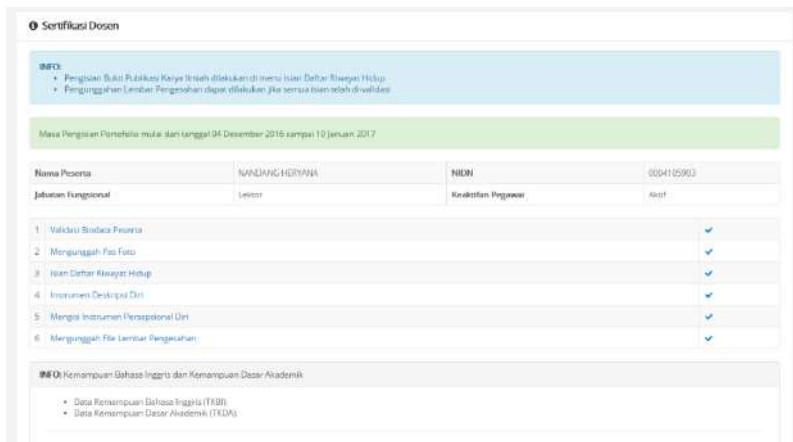 Sertifikasi Dosen
INFO:
Pengisian Bukti Publikasi Karya Ilmiah dilakukan di menu Isian Daftar Riwayat Hidup
Pengunggahan Lembar Pengesahan dapat dilakukan jika semua isian telah divalidasi
Masa Pengisian Portofolio mulai dari tanggal 04 Desember 2016 sampai 10 Januari 2017
Nama Peserta NANDANG HERYANA NIDN 0004105903
Jabatan Fungsional Lektor Keaktifan Pegawai Aktif
1 Validasi Biodata Peserta
2 Mengunggah Pas Foto
3 Isian Daftar Riwayat Hidup
4 Instrumen Deskripsi Diri
5 Mengisi Instrumen Persepsional Diri
6 Mengunggah File Lembar Pengesahan
INFO: Kemampuan Bahasa Inggris dan Kemampuan Dasar Akademik
Data Kemampuan Bahasa Inggris (TKBI).
Data Kemampuan Dasar Akademik (TKDA).